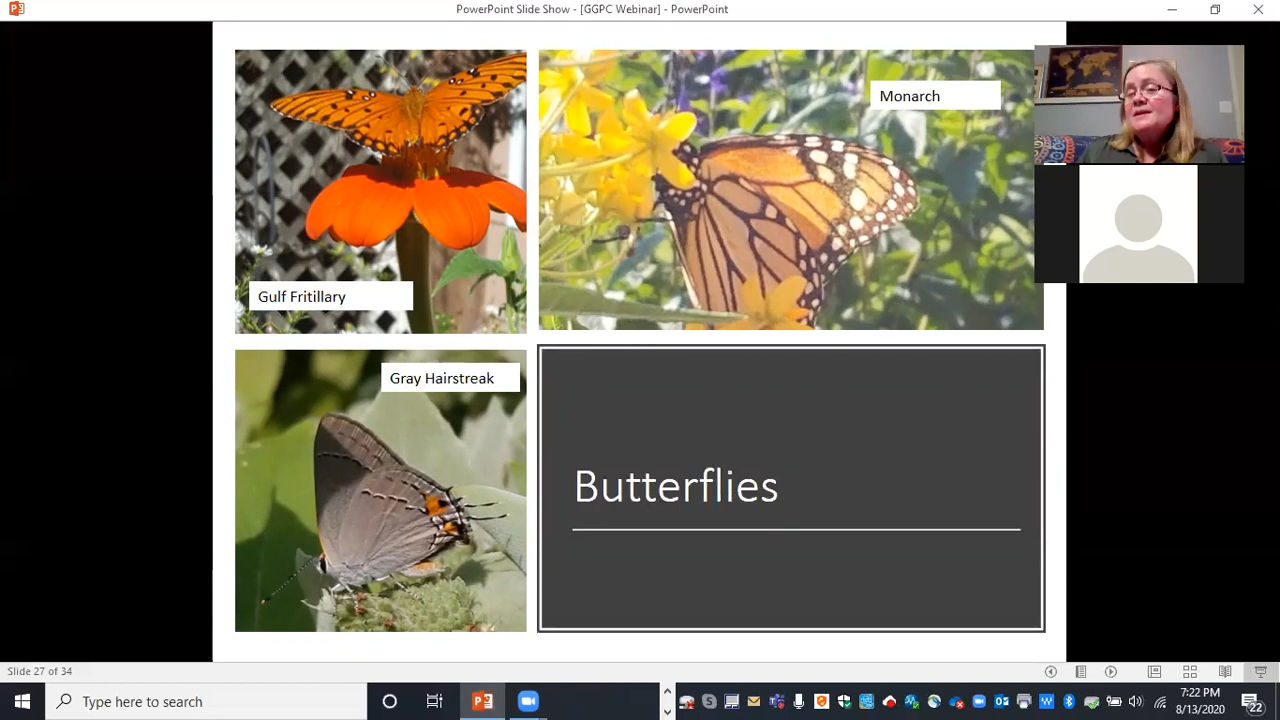 PowerPoint Slide Show - [GGPC Webinar] - PowerPoint
Monarch
Gulf Fritillary
Gray Hairstreak
Butterflies
Slide 27 of 34
Type here to search
7:22 PM
8/13/2020
22